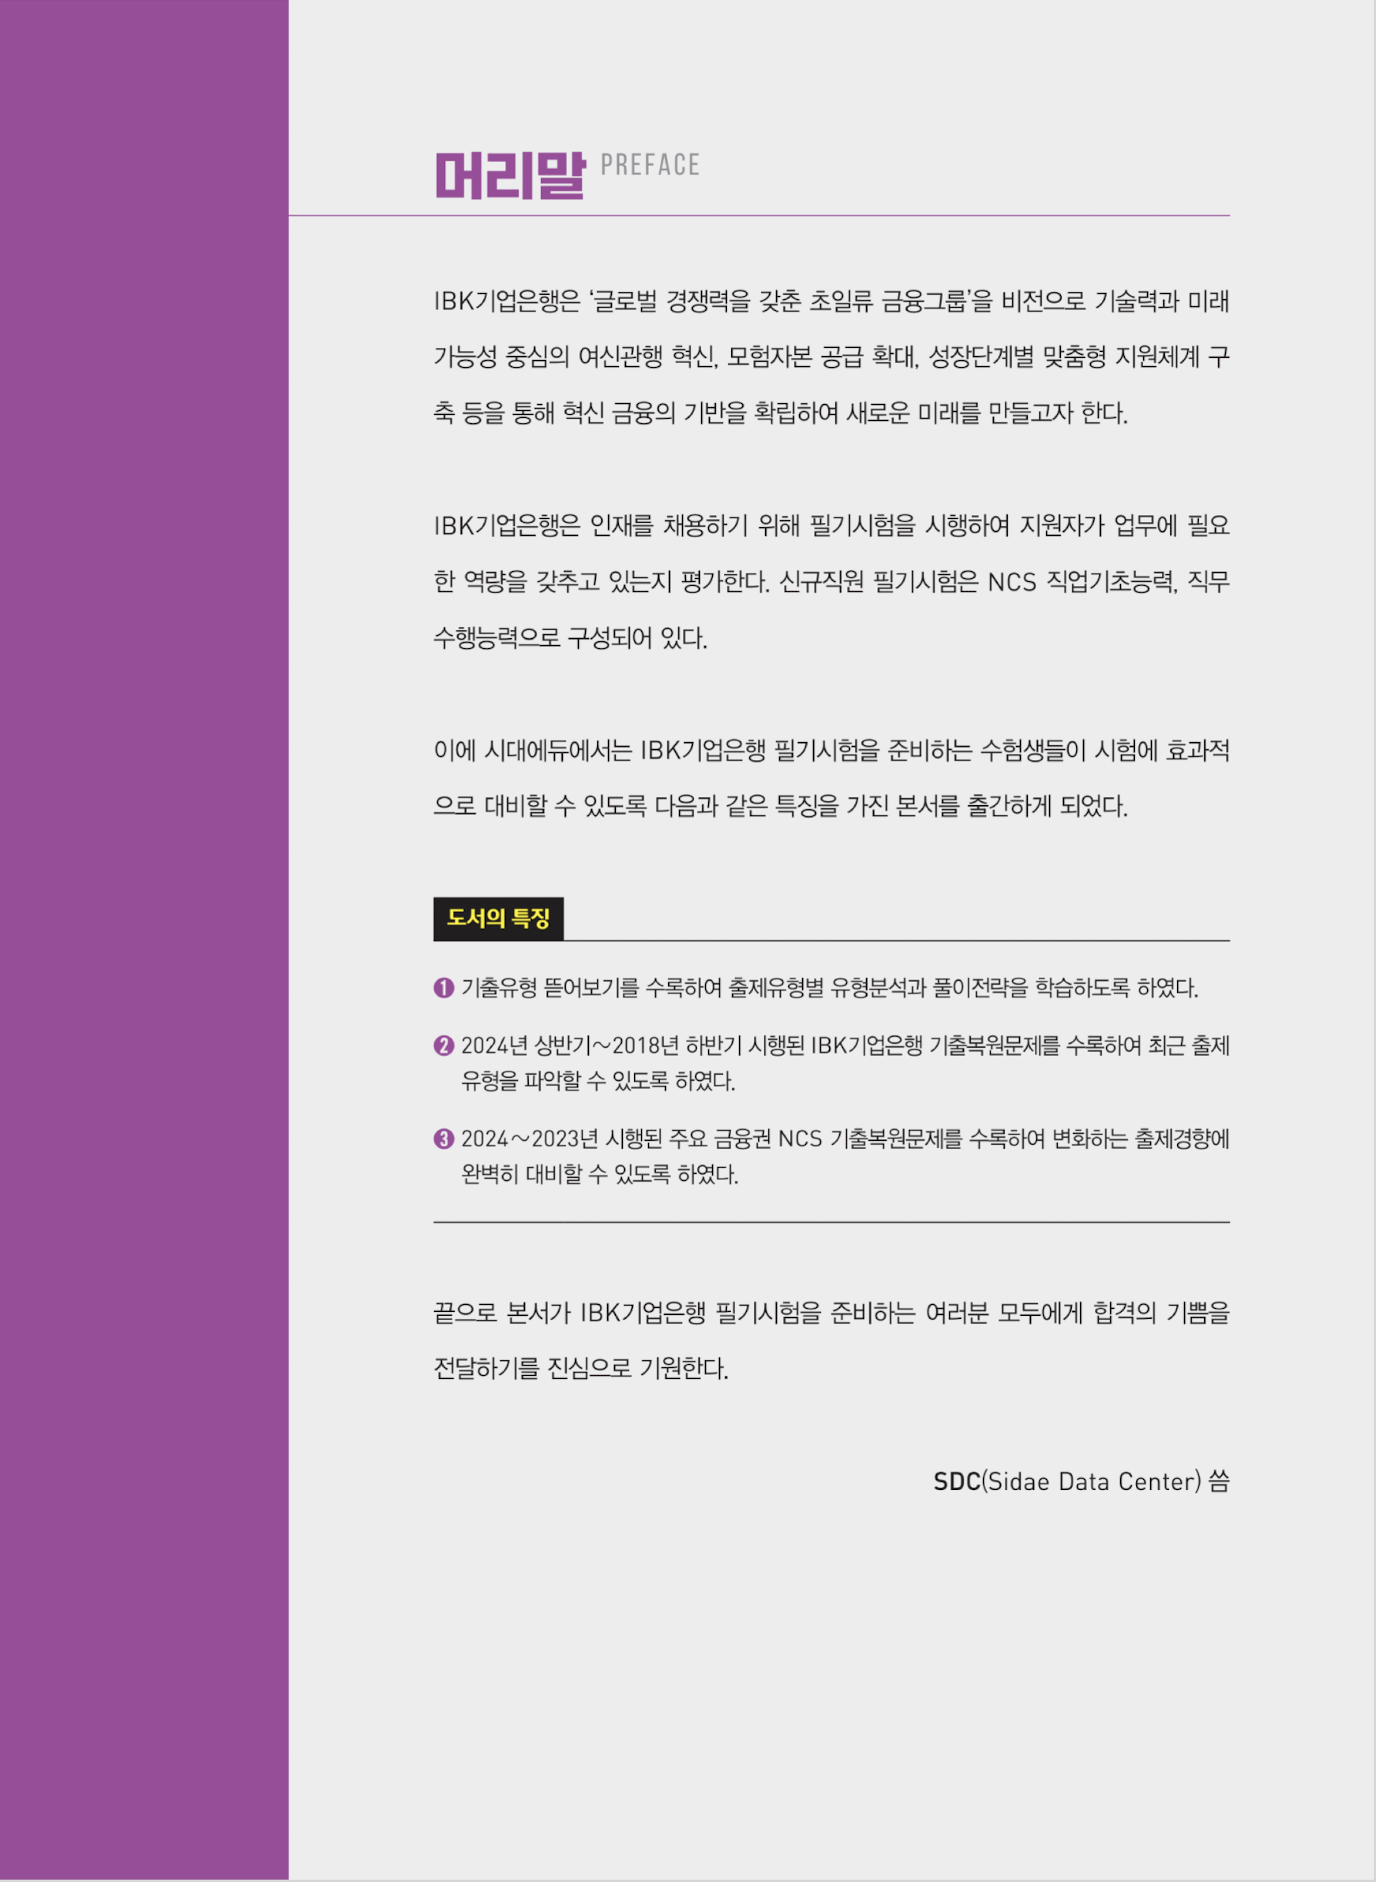 머리말 PREFACE
IBK기업은행은 ‘글로벌 경쟁력을 갖춘 초일류 금융그룹’을 비전으로 기술력과 미래
가능성 중심의 여신관행 혁신, 모험자본 공급 확대, 성장단계별 맞춤형 지원체계 구
축 등을 통해 혁신 금융의 기반을 확립하여 새로운 미래를 만들고자 한다.
IBK기업은행은 인재를 채용하기 위해 필기시험을 시행하여 지원자가 업무에 필요
한 역량을 갖추고 있는지 평가한다. 신규직원 필기시험은 NCS 직업기초능력, 직무
수행능력으로 구성되어 있다.
이에 시대에듀에서는 IBK기업은행 필기시험을 준비하는 수험생들이 시험에 효과적
으로 대비할 수 있도록 다음과 같은 특징을 가진 본서를 출간하게 되었다.
도서의 특징
❶ 기출유형 뜯어보기를 수록하여 출제유형별 유형분석과 풀이전략을 학습하도록 하였다.
❷ 2024년 상반기~2018년 하반기 시행된 IBK기업은행 기출복원문제를 수록하여 최근 출제
유형을 파악할 수 있도록 하였다.
❸ 2024~2023년 시행된 주요 금융권 NCS 기출복원문제를 수록하여 변화하는 출제경향에
완벽히 대비할 수 있도록 하였다.
끝으로 본서가 IBK기업은행 필기시험을 준비하는 여러분 모두에게 합격의 기쁨을
전달하기를 진심으로 기원한다.
SDC(Sidae Data Center) 씀